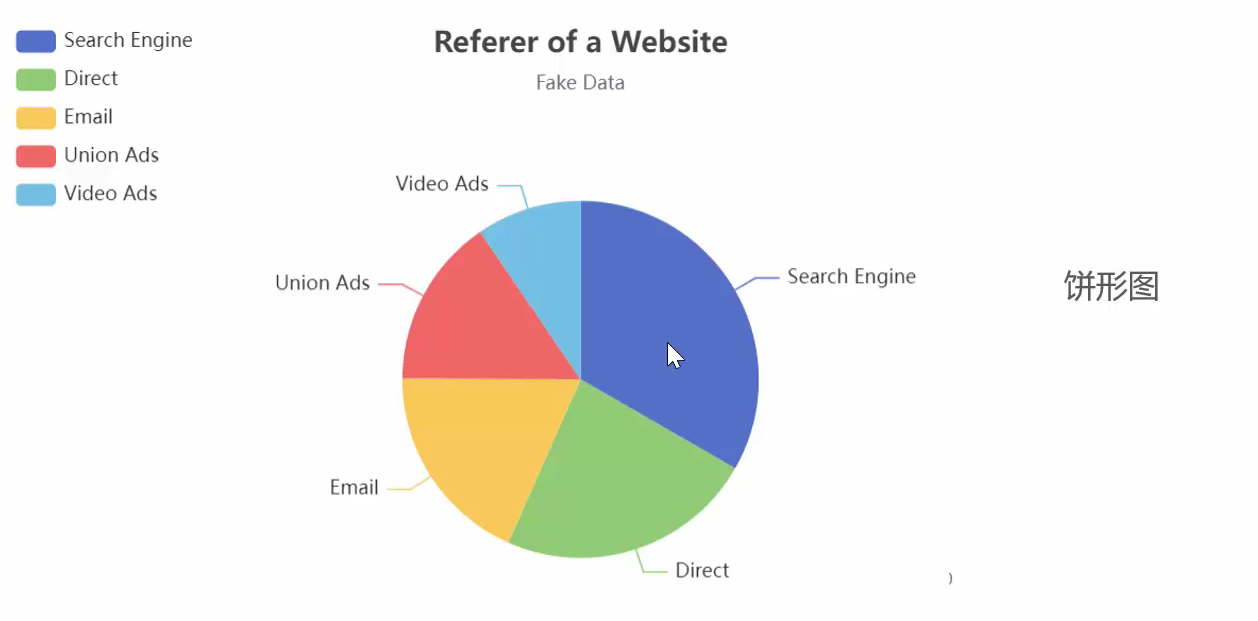 Referer of a Website
Fake Data
Search Engine
Direct
Email
Union Ads
Video Ads
Video Ads
Union Ads
Search Engine
饼形图
Email
Direct
)